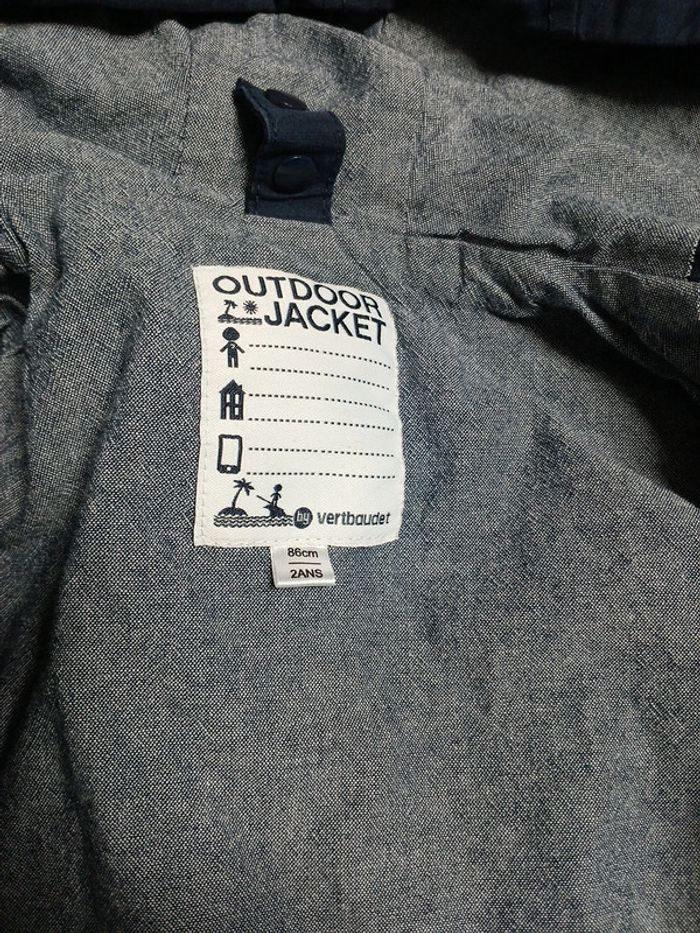 OUTDOOR
JACKET
by vertbaudet
86cm
2ANS